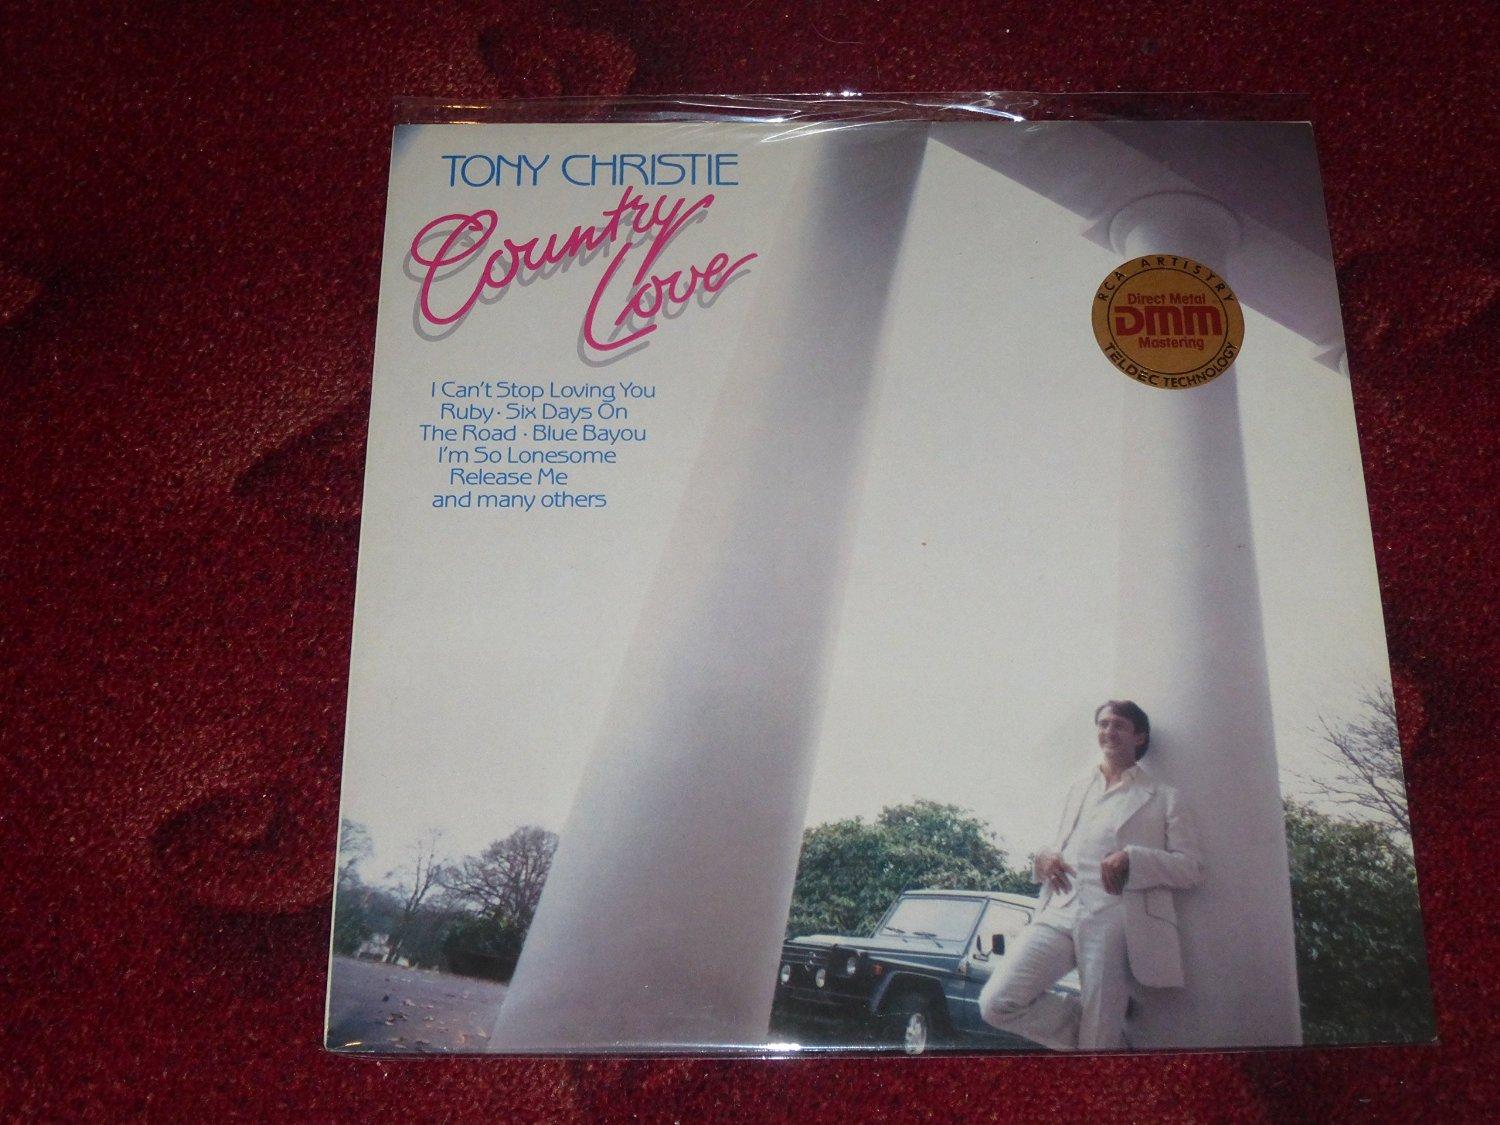 TONY CHRISTIE
Country
Love
I Can't Stop Loving You
Ruby · Six Days On
The Road · Blue Bayou
I'm So Lonesome
Release Me
and many others
RCA ARTISTRY
Direct Metal
DMM
Mastering
TELDEC TECHNOLOGY